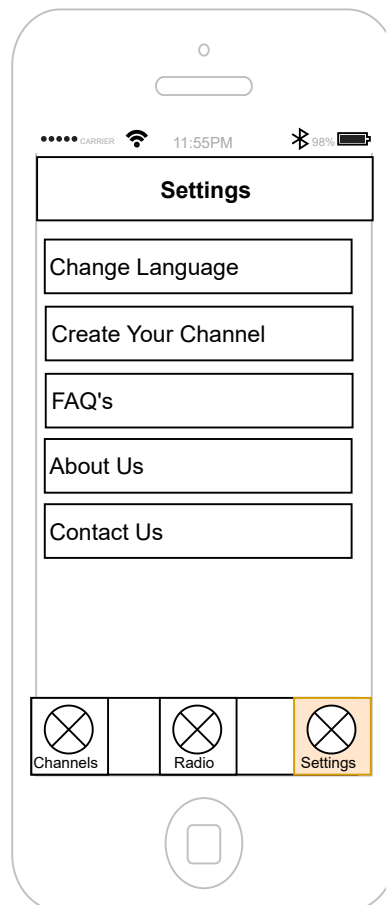 CARRIER 11:55PM 98%
Settings
Change Language
Create Your Channel
FAQ's
About Us
Contact Us
Channels Radio Settings